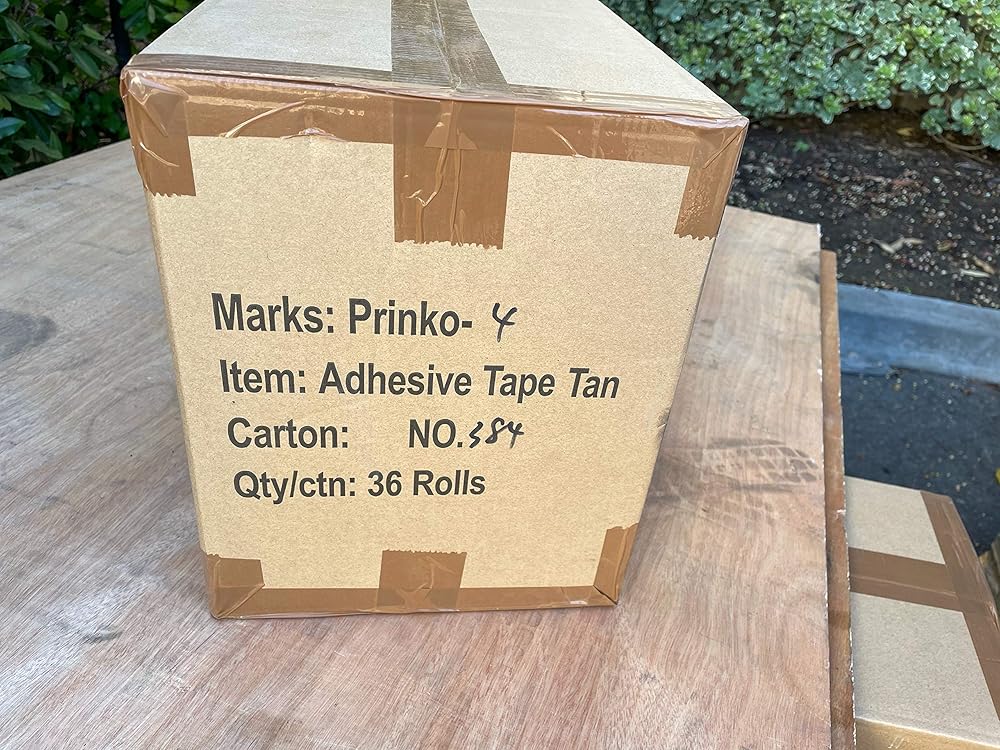 Marks: Prinko- 4
Item: Adhesive Tape Tan
Carton: NO.384
Qty/ctn: 36 Rolls